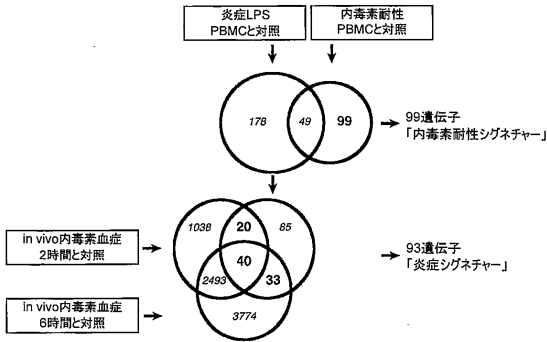 炎症LPS
PBMCと対照
内毒素耐性
PBMCと対照
178
49
99
99遺伝子
「内毒素耐性シグネチャー」
1038
20
85
in vivo内毒素血症
2時間と対照
40
93遺伝子
「炎症シグネチャー」
2493
33
in vivo内毒素血症
6時間と対照
3774